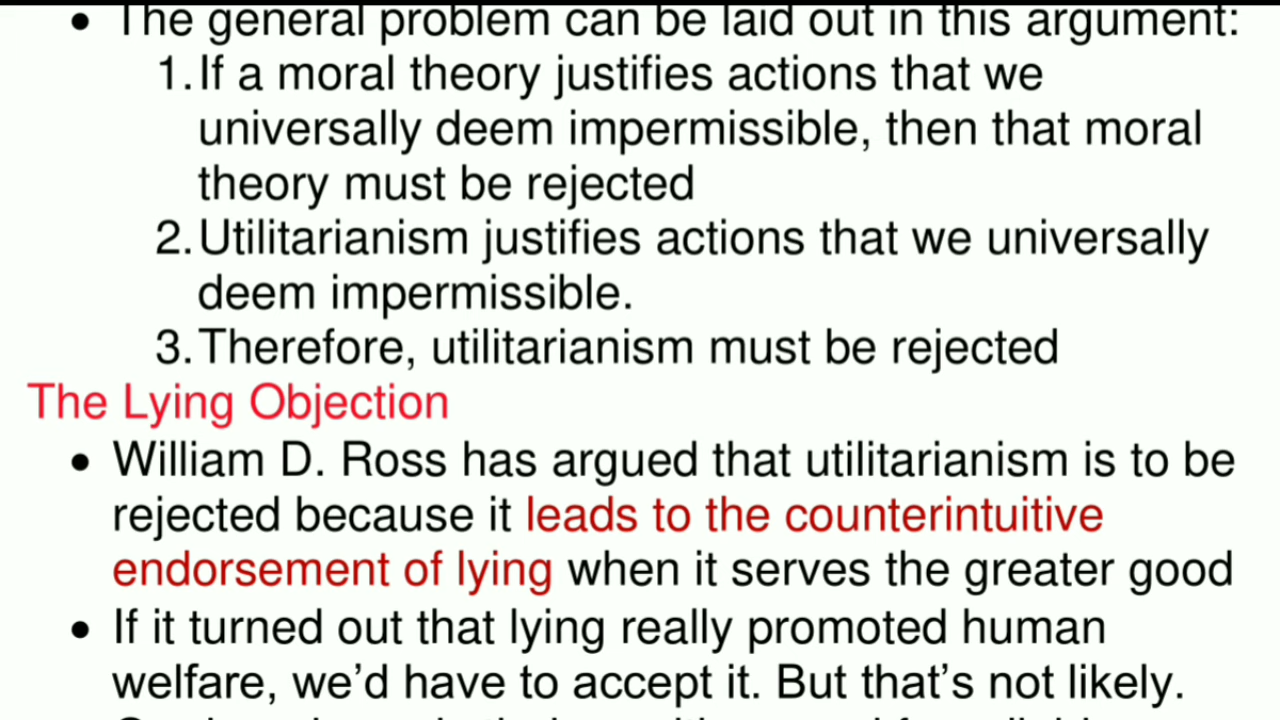 • The general problem can be laid out in this argument:
1. If a moral theory justifies actions that we
universally deem impermissible, then that moral
theory must be rejected
2. Utilitarianism justifies actions that we universally
deem impermissible.
3. Therefore, utilitarianism must be rejected
The Lying Objection
• William D. Ross has argued that utilitarianism is to be
rejected because it leads to the counterintuitive
endorsement of lying when it serves the greater good
• If it turned out that lying really promoted human
welfare, we’d have to accept it. But that’s not likely.